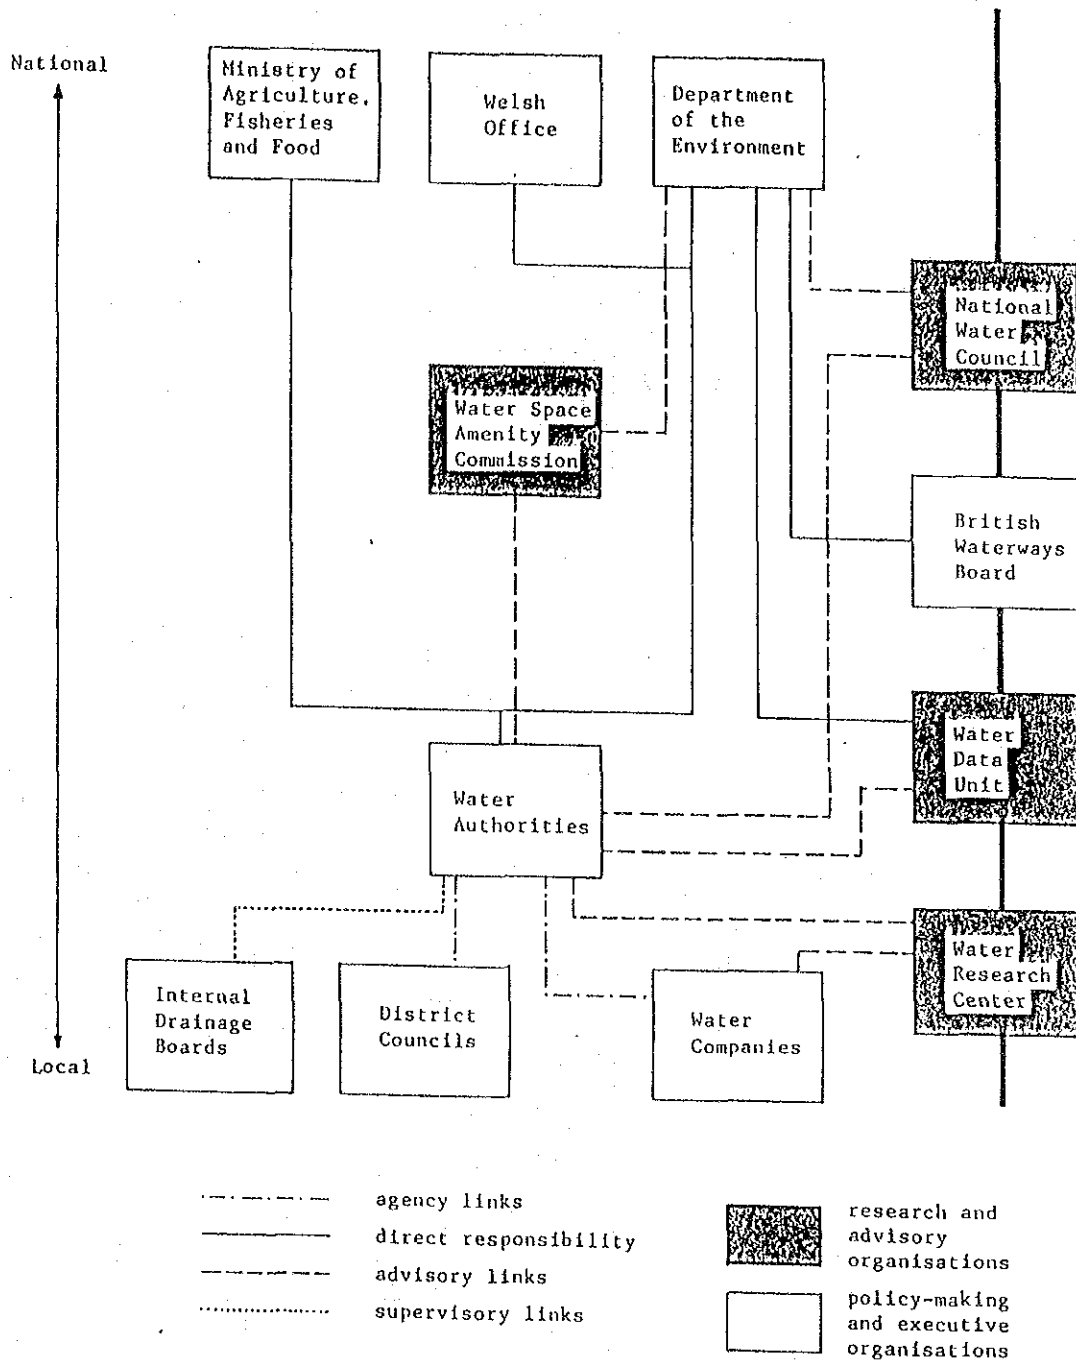 National
Ministry of
Agriculture,
Fisheries
and Food
Welsh
Office
Department
of the
Environment
National
Water
Council
Water Space
Amenity
Commission
British
Waterways
Board
Water
Data
Unit
Water
Authorities
Water
Research
Center
Internal
Drainage
Boards
District
Councils
Water
Companies
Local
agency links
direct responsibility
advisory links
supervisory links
research and
advisory
organisations
policy-making
and executive
organisations